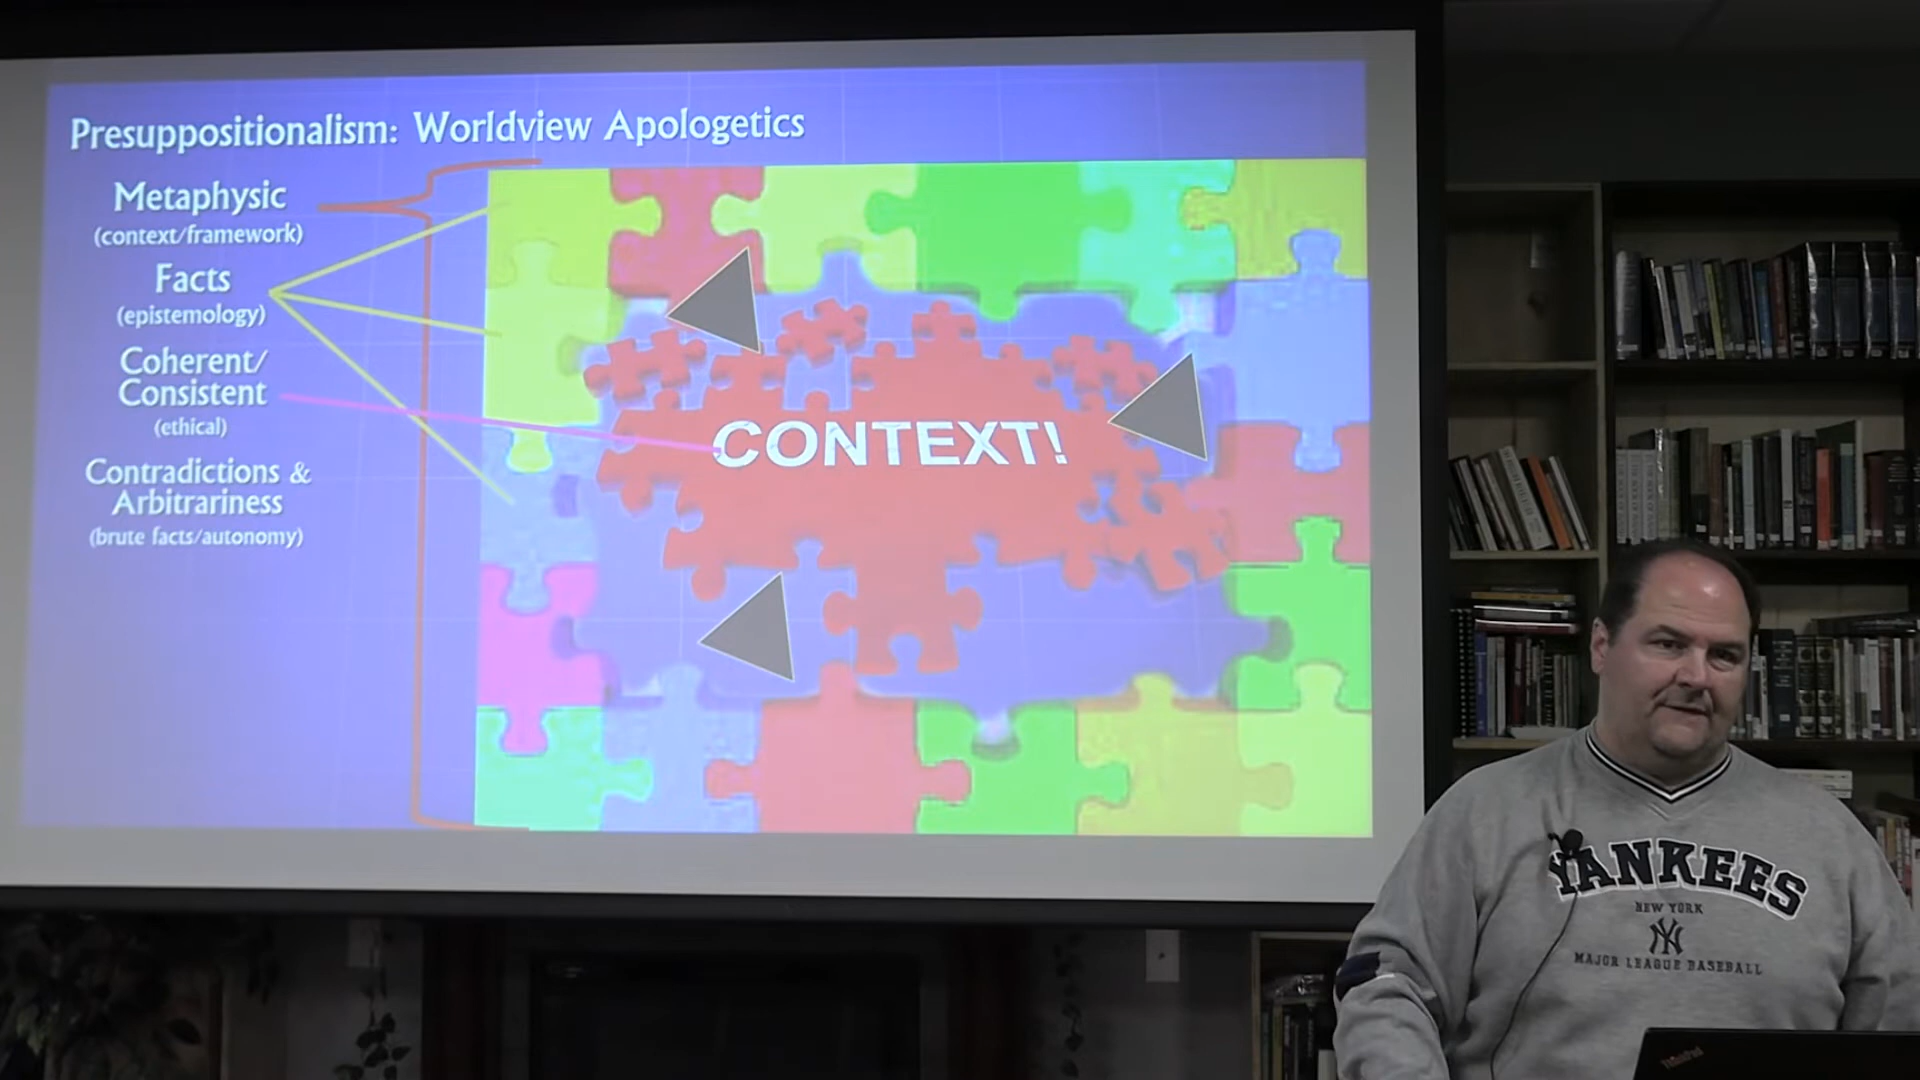 Presuppositionalism: Worldview Apologetics
Metaphysic
(context/framework)
Facts
(epistemology)
Coherent/
Consistent
(ethical)
Contradictions &
Arbitrariness
(brute facts/autonomy)
CONTEXT!
YANKEES
NEW YORK
NY
MAJOR LEAGUE BASEBALL
ThinkPad